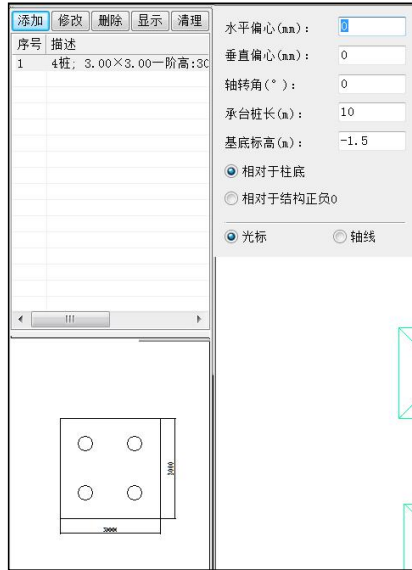 添加 修改 删除 显示 清理
序号 描述
1 4桩; 3.00×3.00一阶高:30
水平偏心(mm): 0
垂直偏心(mm): 0
轴转角(°): 0
承台桩长(m): 10
基底标高(m): -1.5
相对于柱底
相对于结构正负0
光标 轴线
3000